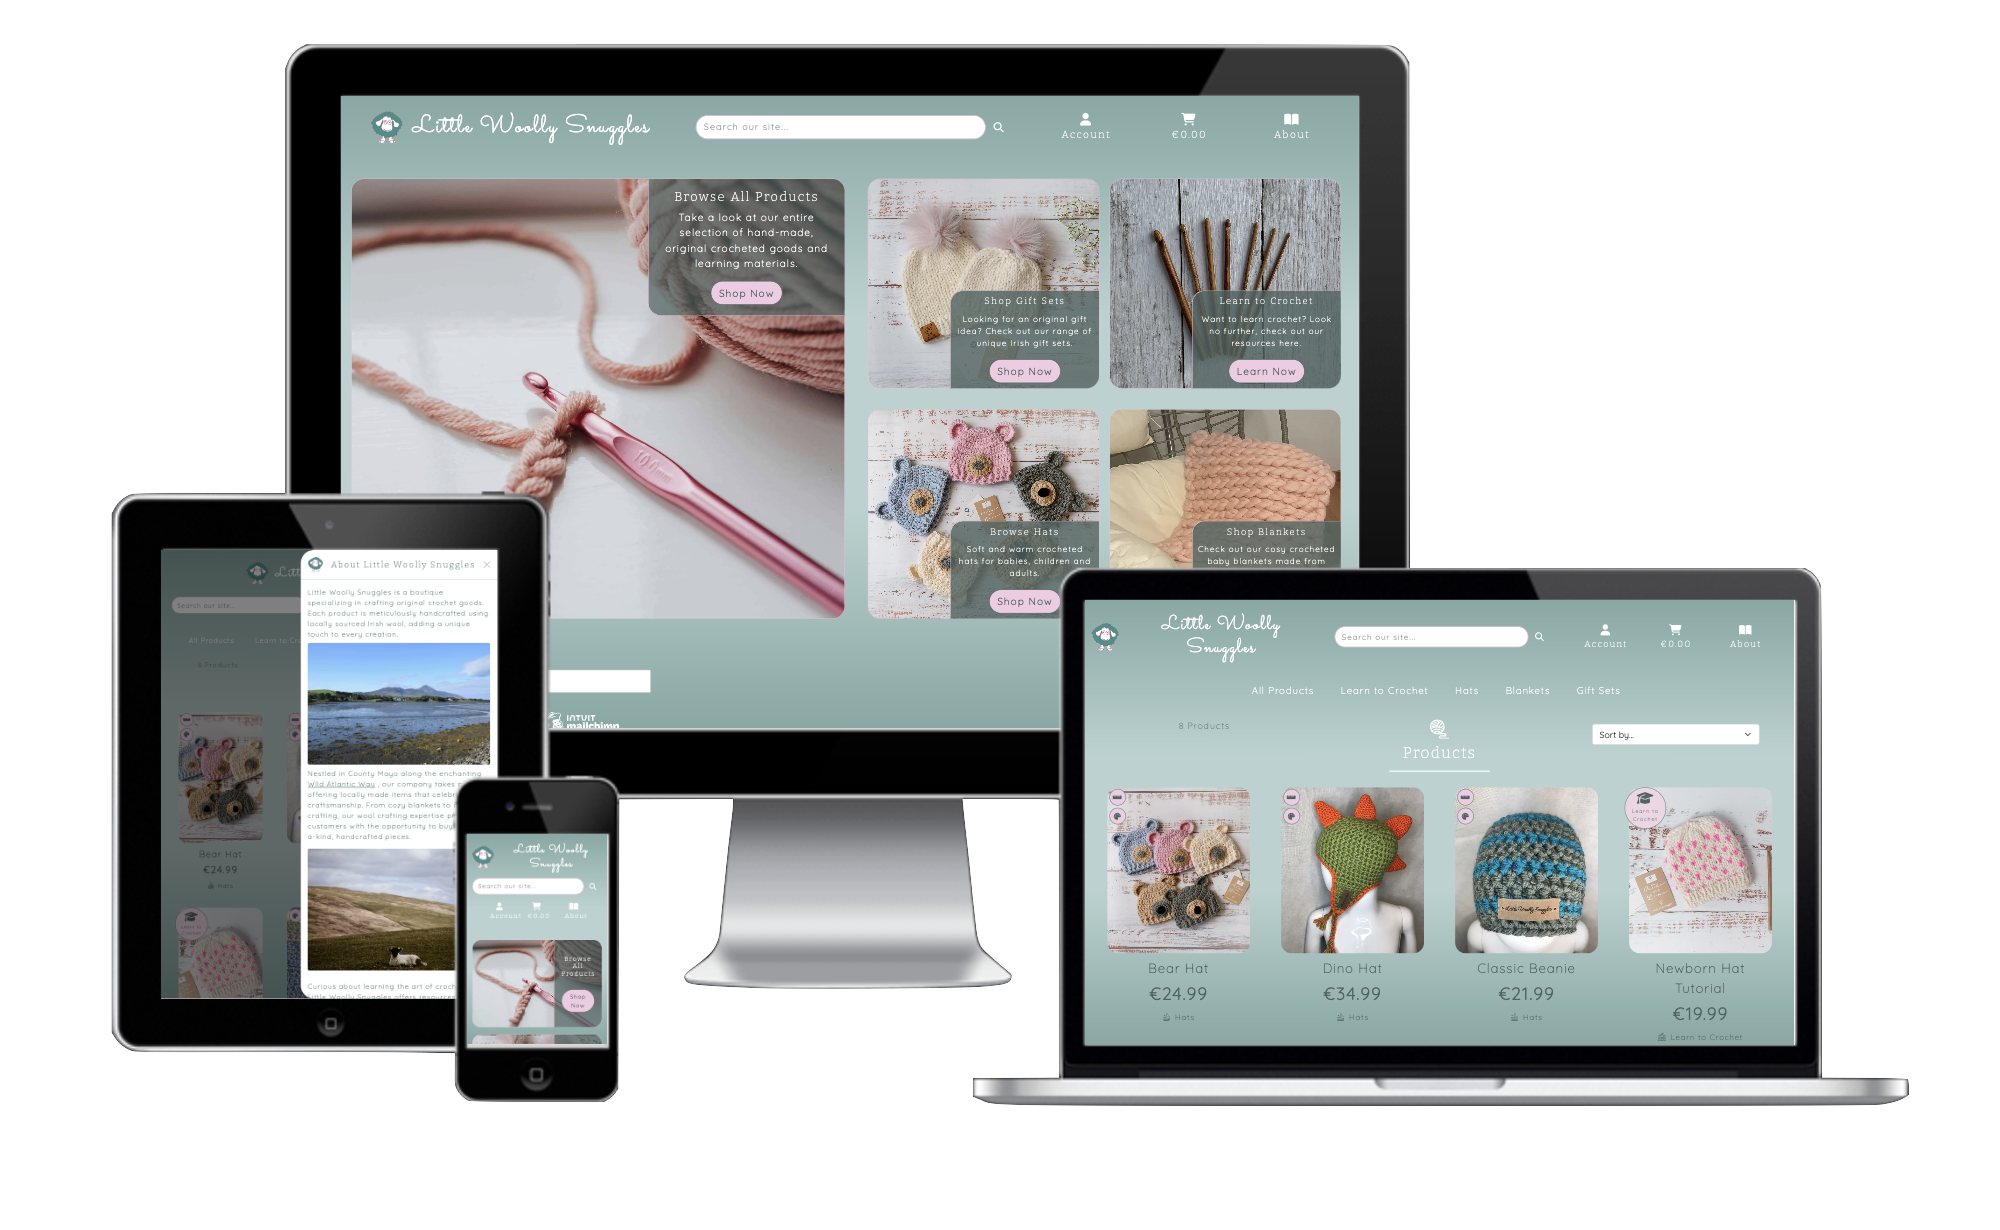 Little Woolly Snuggles
Search our site...
Account
€0.00
About
Browse All Products
Take a look at our entire
selection of hand-made,
original crocheted goods and
learning materials.
Shop Now
Shop Gift Sets
Looking for an original gift
idea? Check out our range of
unique Irish gift sets.
Shop Now
Learn to Crochet
Want to learn crochet? Look
no further, check out our
resources here.
Learn Now
Browse Hats
Soft and warm crocheted
hats for babies, children and
adults.
Shop Now
Shop Blankets
Check out our cosy crocheted
baby blankets made from
INTUIT
mailchimp
Search our site...
All Products
Learn to
8 Products
Bear Hat
€24.99
Hats
Learn to
Crochet
About Little Woolly Snuggles
Little Woolly Snuggles is a boutique
specializing in crafting original crochet goods.
Each product is meticulously handcrafted using
locally sourced Irish wool, adding a unique
touch to every creation.
Nestled in County Mayo along the enchanting
Wild Atlantic Way , our company takes
offering locally made items that
craftsmanship. From cozy blankets to
crafting, our wool crafting expertise
customers with the opportunity to buy
a-kind, handcrafted pieces.
Curious about learning the art of
Little Woolly Snuggles offers
Little Woolly
Snuggles
Search our site...
Account
€0.00
About
Browse
All
Products
Shop
Now
Little Woolly
Snuggles
Search our site...
Account
€0.00
About
All Products
Learn to Crochet
Hats
Blankets
Gift Sets
8 Products
Products
Sort by...
Learn to
Crochet
Little Woolly Snuggles
Bear Hat
€24.99
Hats
Dino Hat
€34.99
Hats
Classic Beanie
€21.99
Hats
Newborn Hat
Tutorial
€19.99
Learn to Crochet